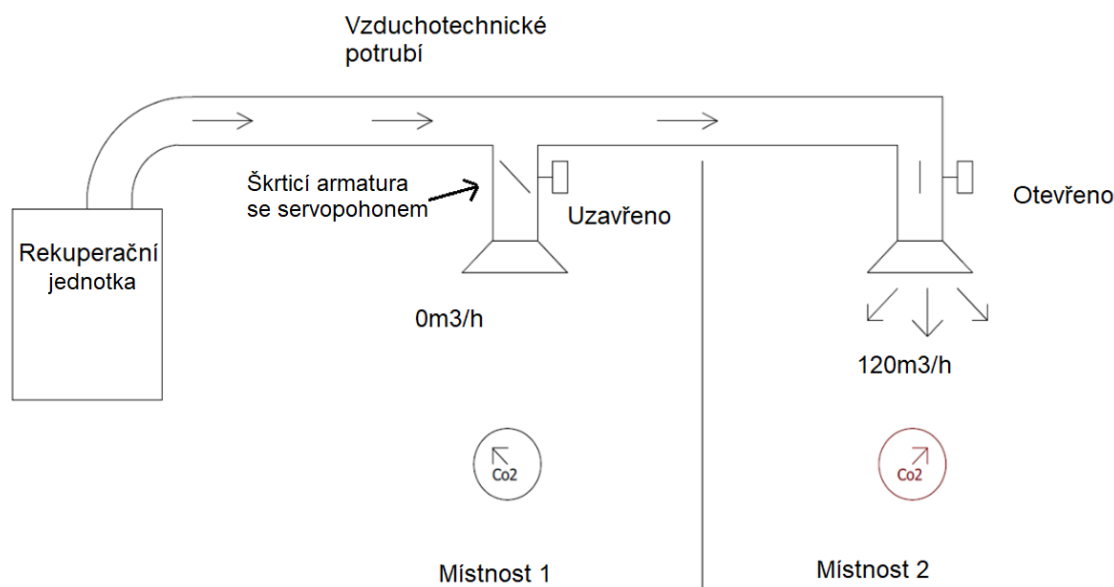 Vzduchotechnické
potrubí
Škrticí armatura
se servopohonem
Uzavřeno
Otevřeno
Rekuperační
jednotka
0m3/h
120m3/h
Co2
Co2
Místnost 1
Místnost 2